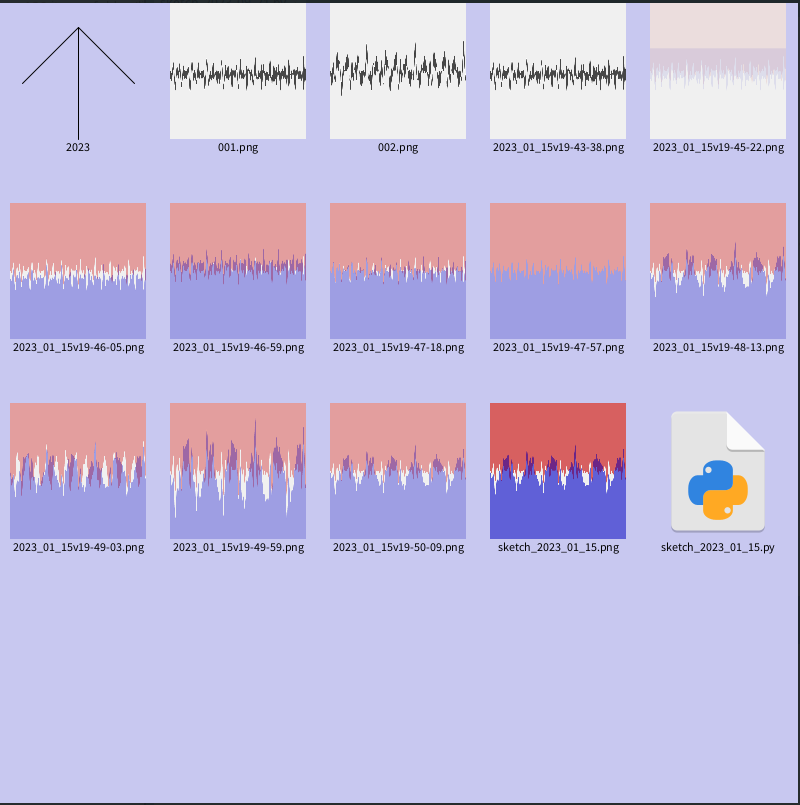 2023
001.png
002.png
2023_01_15v19-43-38.png
2023_01_15v19-45-22.png
2023_01_15v19-46-05.png
2023_01_15v19-46-59.png
2023_01_15v19-47-18.png
2023_01_15v19-47-57.png
2023_01_15v19-48-13.png
2023_01_15v19-49-03.png
2023_01_15v19-49-59.png
2023_01_15v19-50-09.png
sketch_2023_01_15.png
sketch_2023_01_15.py